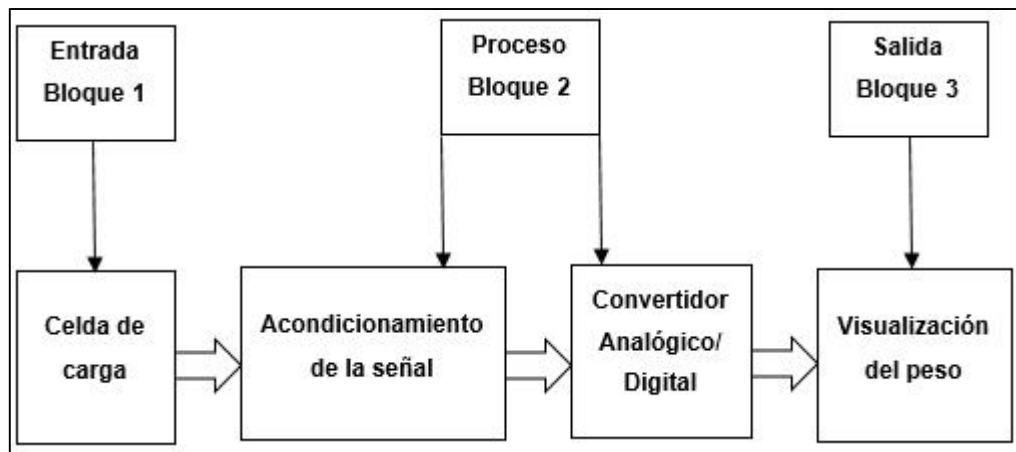 Entrada
Bloque 1
Proceso
Bloque 2
Salida
Bloque 3
Celda de
carga
Acondicionamiento
de la señal
Convertidor
Analógico/
Digital
Visualización
del peso